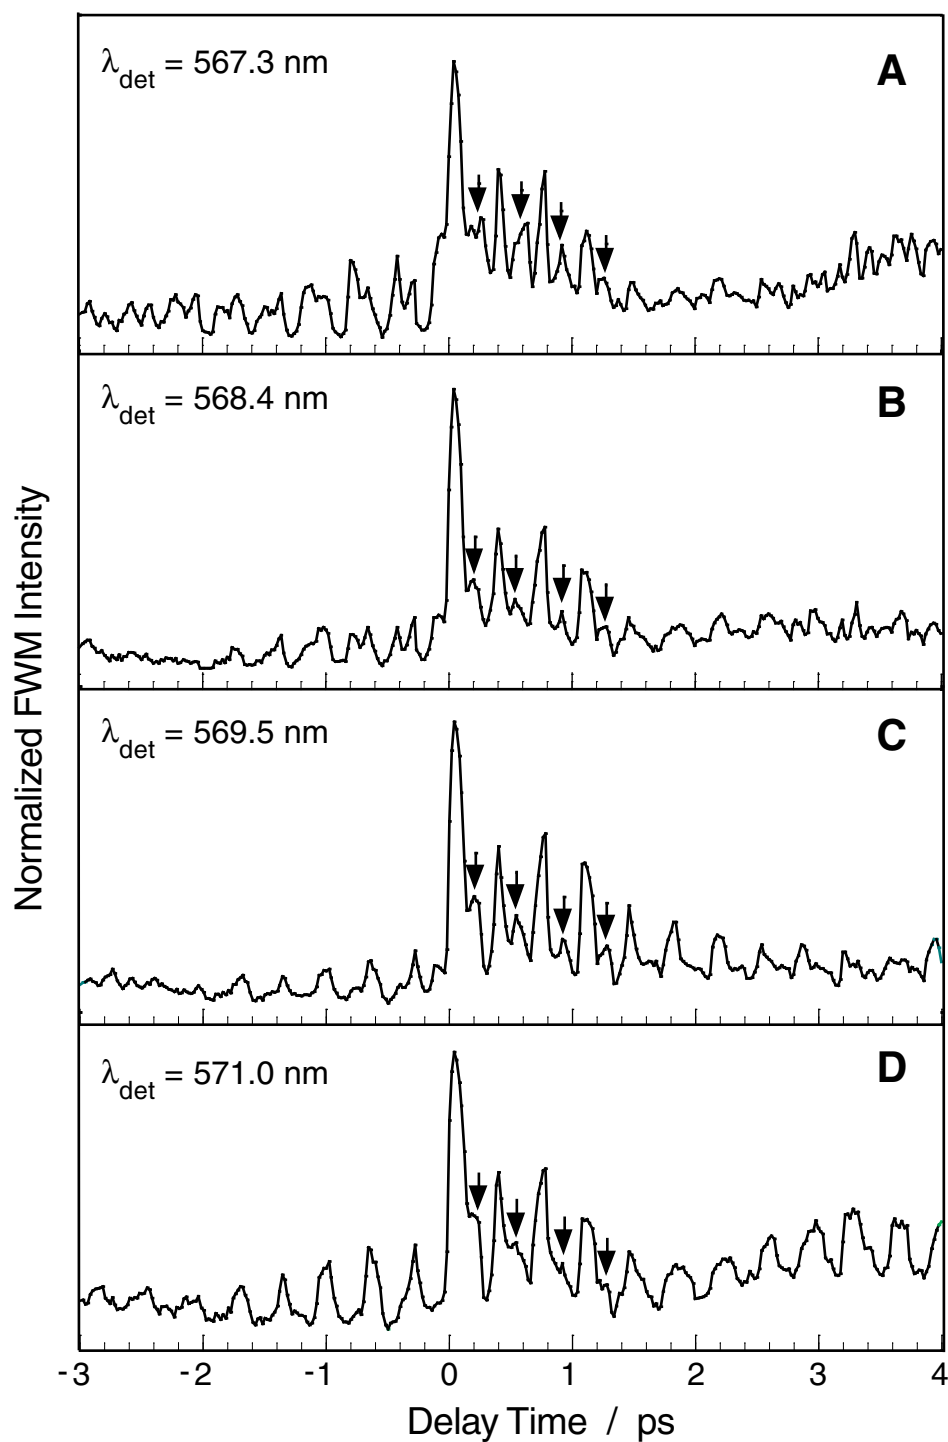 λdet = 567.3 nm
A
λdet = 568.4 nm
B
λdet = 569.5 nm
C
λdet = 571.0 nm
D
Normalized FWM Intensity
-3 -2 -1 0 1 2 3 4
Delay Time / ps